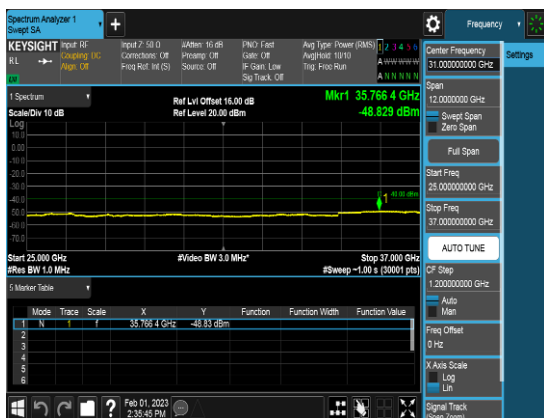 Spectrum Analyzer 1
Swept SA
Frequency
KEYSIGHT
Input: RF
Coupling: DC
Align: Off
Input Z: 50 Ω
Corrections: Off
Freq Ref: Int (S)
#Atten: 16 dB
Preamp: Off
Source: Off
PNO: Fast
Gate: Off
IF Gain: Low
Sig Track: Off
Avg Type: Power (RMS)
Avg|Hold: 10/10
Trig: Free Run
1 2 3 4 5 6
A W W W W W
A N N N N N
R L
1 Spectrum
Scale/Div 10 dB
Ref Lvl Offset 16.00 dB
Ref Level 20.00 dBm
Mkr1 35.766 4 GHz
-48.829 dBm
Log
10.0
0.00
-10.0
-20.0
-30.0
-40.0
-50.0
-60.0
-70.0
1
-40.00 dBm
Start 25.000 GHz
#Res BW 1.0 MHz
#Video BW 3.0 MHz*
Stop 37.000 GHz
#Sweep ~1.00 s (30001 pts)
5 Marker Table
Mode Trace Scale X Y Function Function Width Function Value
1 N 1 f 35.766 4 GHz -48.83 dBm
2
3
4
5
6
Feb 01, 2023
2:36:45 PM
Center Frequency
31.000000000 GHz
Settings
Span
12.0000000 GHz
Swept Span
Zero Span
Full Span
Start Freq
25.000000000 GHz
Stop Freq
37.000000000 GHz
AUTO TUNE
CF Step
1.200000000 GHz
Auto
Man
Freq Offset
0 Hz
X Axis Scale
Log
Lin
Signal Track
(Span Zoom)